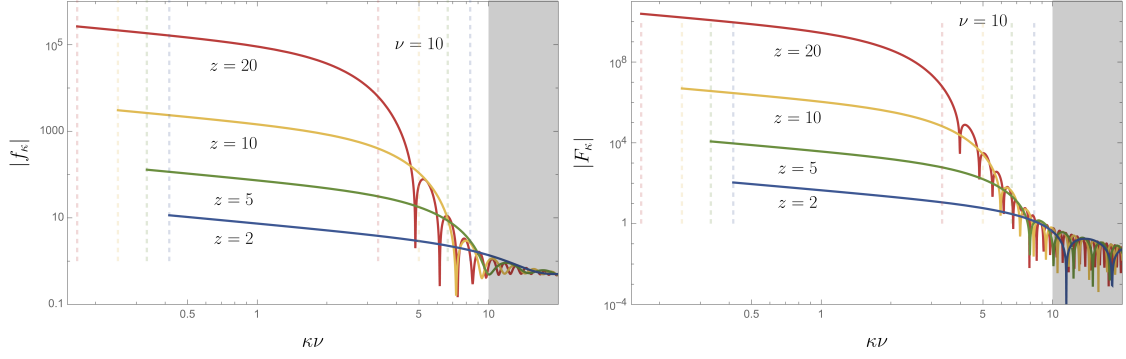 10^5
1000
10
0.1
|f_κ|
ν = 10
z = 20
z = 10
z = 5
z = 2
0.5
1
5
10
κν
10^8
10^4
1
10^-4
|F_κ|
ν = 10
z = 20
z = 10
z = 5
z = 2
0.5
1
5
10
κν